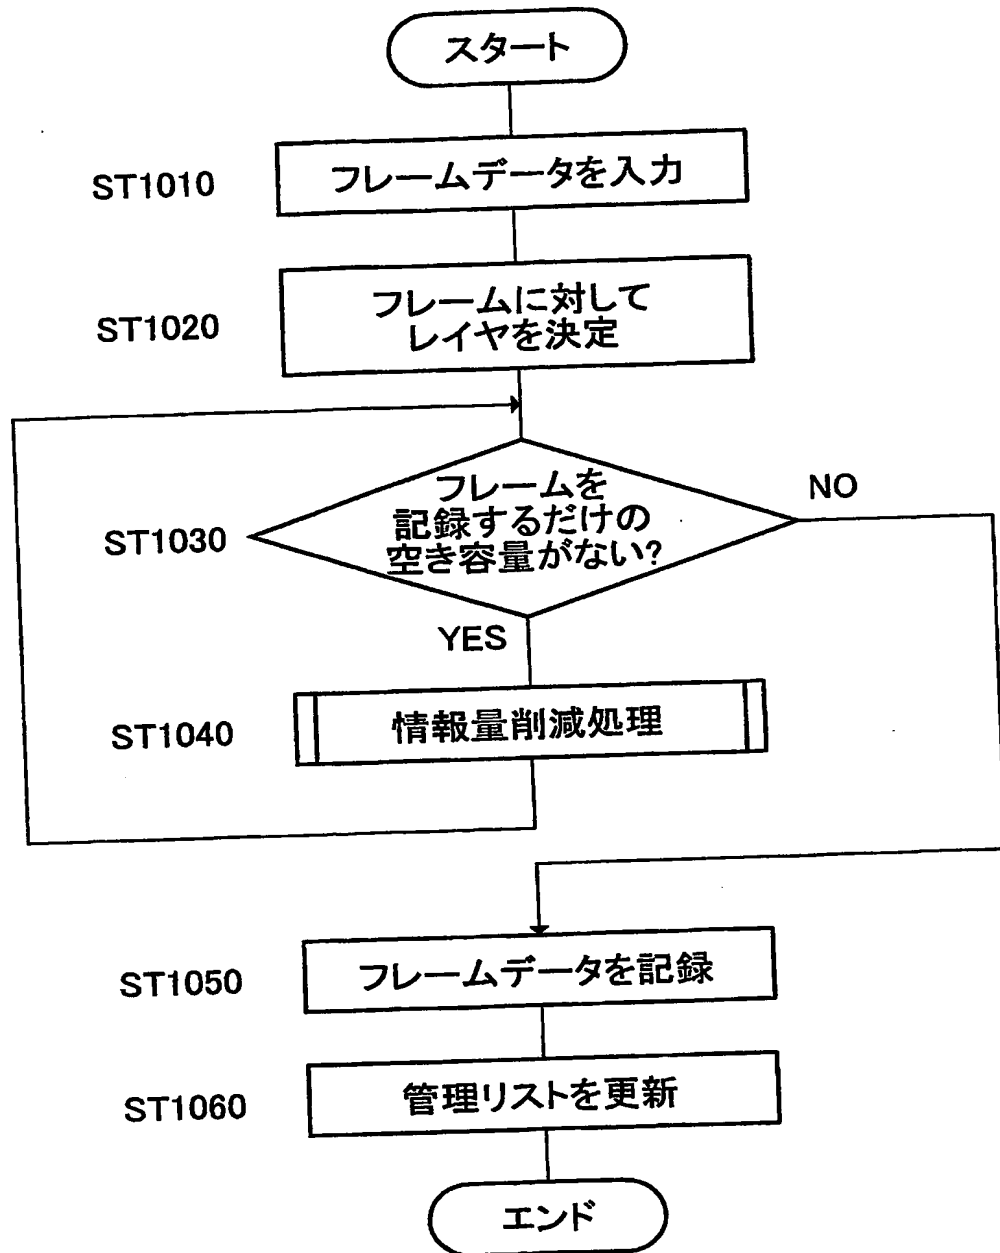 スタート
ST1010
フレームデータを入力
ST1020
フレームに対して
レイヤを決定
ST1030
フレームを
記録するだけの
空き容量がない?
NO
YES
ST1040
情報量削減処理
ST1050
フレームデータを記録
ST1060
管理リストを更新
エンド